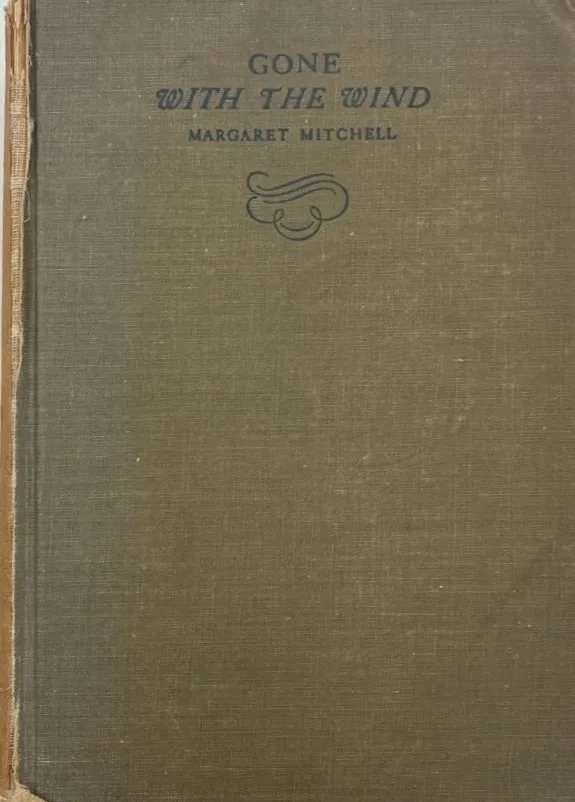 GONE
WITH THE WIND
MARGARET MITCHELL